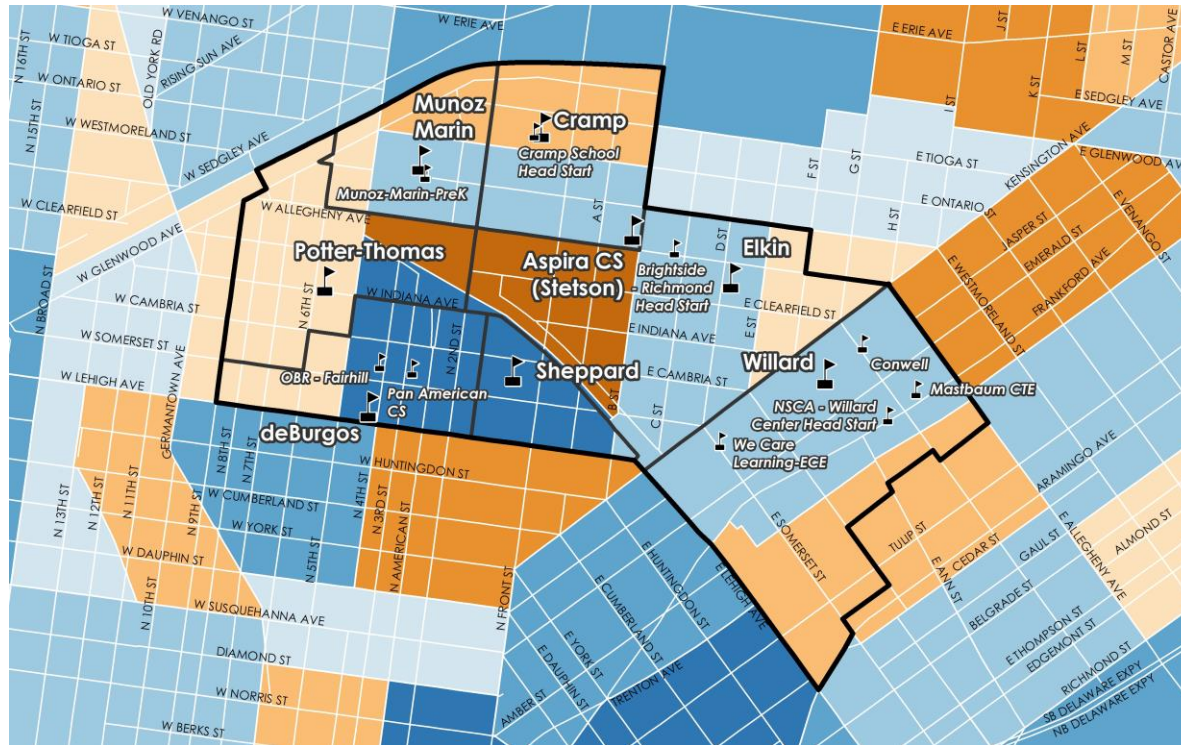 W VENANGO ST
W ERIE AVE
E ERIE AVE
J ST
L ST
M ST
CASTOR AVE
N 16TH ST
W TIOGA ST
OLD YORK RD
RISING SUN AVE
K ST
I ST
W ONTARIO ST
E SEDGLEY AVE
N 15TH ST
W WESTMORELAND ST
W SEDGLEY AVE
Munoz
Marin
Cramp
Cramp School
Head Start
Munoz-Marin-PreK
F ST
G ST
E TIOGA ST
KENSINGTON AVE
E GLENWOOD AVE
W CLEARFIELD ST
W ALLEGHENY AVE
A ST
E ONTARIO ST
H ST
JASPER ST
E VENANGO ST
EMERALD ST
W GLENWOOD AVE
Potter-Thomas
Aspira CS
(Stetson)
D ST
Elkin
Brightside
- Richmond
Head Start
E WESTMORELAND ST
FRANKFORD AVE
N BROAD ST
W CAMBRIA ST
N 6TH ST
W INDIANA AVE
E CLEARFIELD ST
E INDIANA AVE
E ST
W SOMERSET ST
N 2ND ST
W LEHIGH AVE
GERMANTOWN AVE
OBR - Fairhill
Pan American
CS
Sheppard
E CAMBRIA ST
Willard
Conwell
Mastbaum CTE
B ST
C ST
NSCA - Willard
Center Head Start
deBurgos
We Care
Learning-ECE
N 8TH ST
N 7TH ST
W HUNTINGDON ST
ARAMINGO AVE
N 13TH ST
N 12TH ST
N 11TH ST
N 9TH ST
W CUMBERLAND ST
N 4TH ST
N 3RD ST
W YORK ST
N AMERICAN ST
N 5TH ST
W DAUPHIN ST
N 10TH ST
W SUSQUEHANNA AVE
N FRONT ST
E HUNTINGDON ST
E LEHIGH AVE
E SOMERSET ST
TULIP ST
CEDAR ST
E ANN ST
GAUL ST
E ALLEGHENY AVE
ALMOND ST
BELGRADE ST
E CUMBERLAND ST
E THOMPSON ST
EDGEMONT ST
DIAMOND ST
E YORK ST
E DAUPHIN ST
TRENTON AVE
RICHMOND ST
W NORRIS ST
AMBER ST
SB DELAWARE EXPY
NB DELAWARE EXPY
W BERKS ST